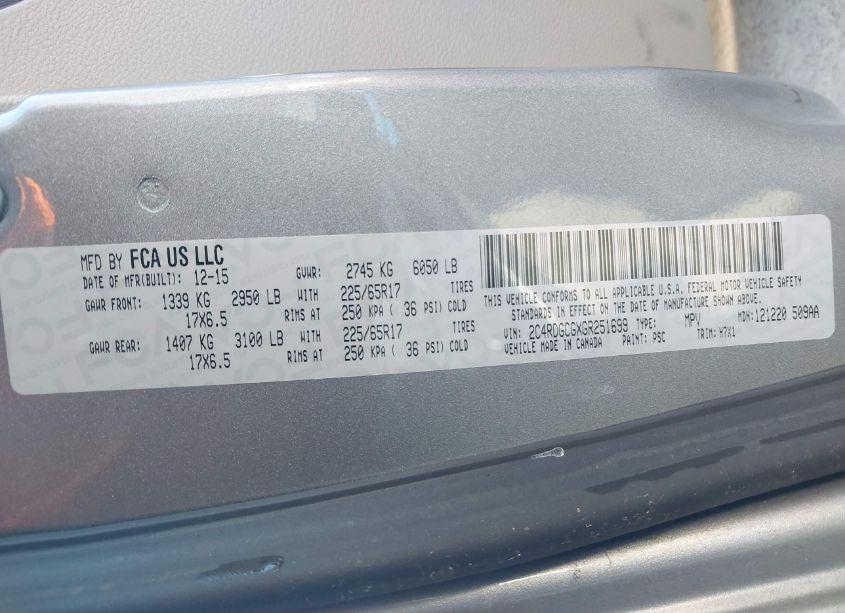 MFD BY FCA US LLC
DATE OF MFR(BUILT): 12-15 GVWR: 2745 KG 6050 LB
GAWR FRONT: 1339 KG 2950 LB WITH 225/65R17 TIRES
17X6.5 RIMS AT 250 KPA ( 36 PSI) COLD
GAWR REAR: 1407 KG 3100 LB WITH 225/65R17 TIRES
17X6.5 RIMS AT 250 KPA ( 36 PSI) COLD
THIS VEHICLE CONFORMS TO ALL APPLICABLE U.S.A. FEDERAL MOTOR VEHICLE SAFETY
STANDARDS IN EFFECT ON THE DATE OF MANUFACTURE SHOWN ABOVE.
VIN: 2C4RDGCGXGR251699 TYPE: MPV MDH:121220 509AA
VEHICLE MADE IN CANADA PAINT: PSC TRIM: H7X1